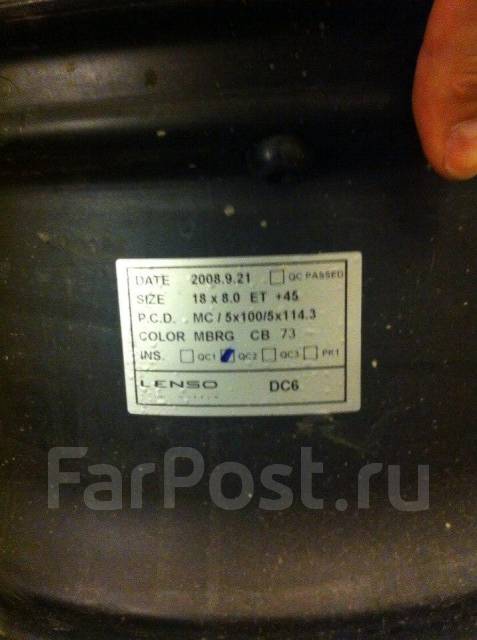 DATE 2008.9.21 QC PASSED
SIZE 18 x 8.0 ET +45
P.C.D. MC / 5x100/5x114.3
COLOR MBRG CB 73
INS. QC1 QC2 QC3 PK1
LENSO DC6
FarPost.ru